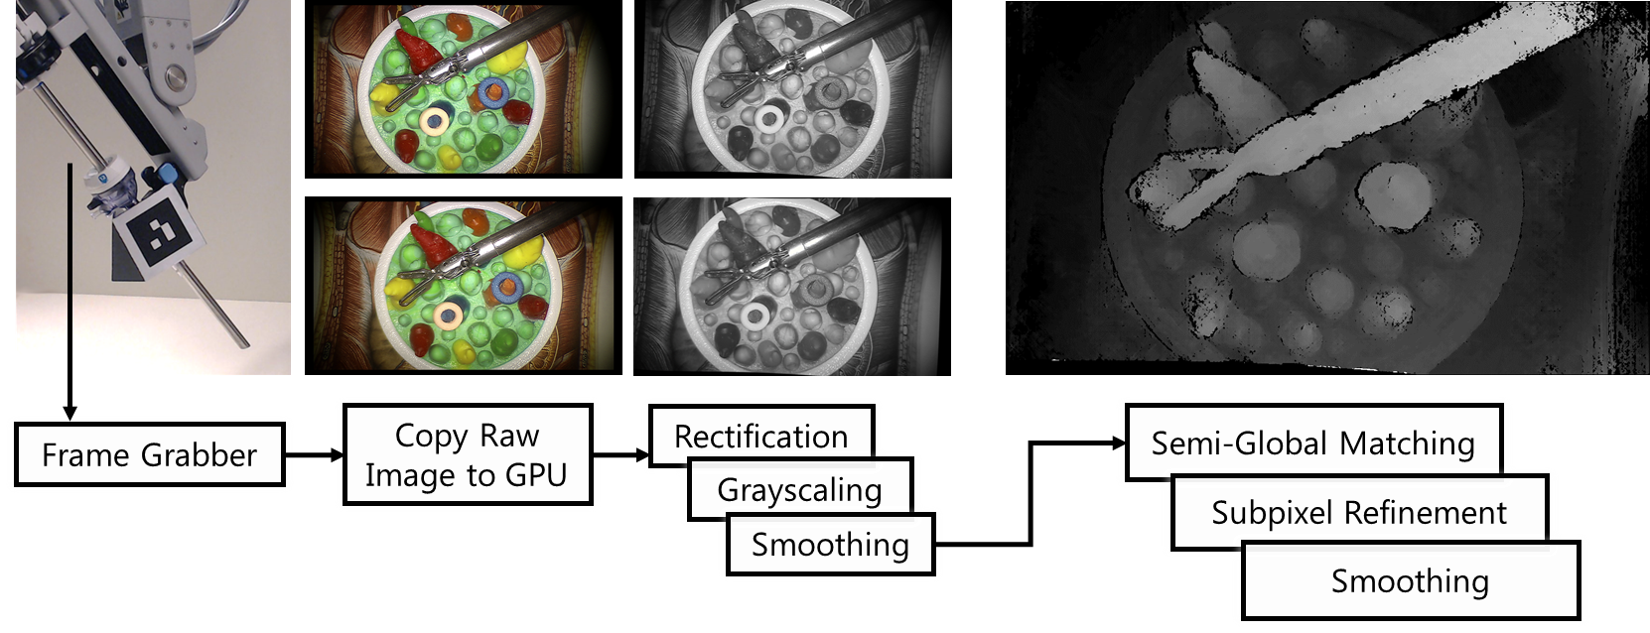 Frame Grabber
Copy Raw
Image to GPU
Rectification
Grayscaling
Smoothing
Semi-Global Matching
Subpixel Refinement
Smoothing